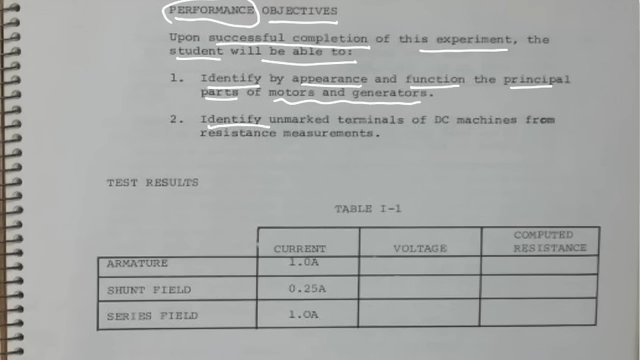 PERFORMANCE OBJECTIVES
Upon successful completion of this experiment, the
student will be able to:
1. Identify by appearance and function the principal
parts of motors and generators.
2. Identify unmarked terminals of DC machines from
resistance measurements.
TEST RESULTS
TABLE I-1
CURRENT VOLTAGE COMPUTED RESISTANCE
ARMATURE 1.0A
SHUNT FIELD 0.25A
SERIES FIELD 1.0A